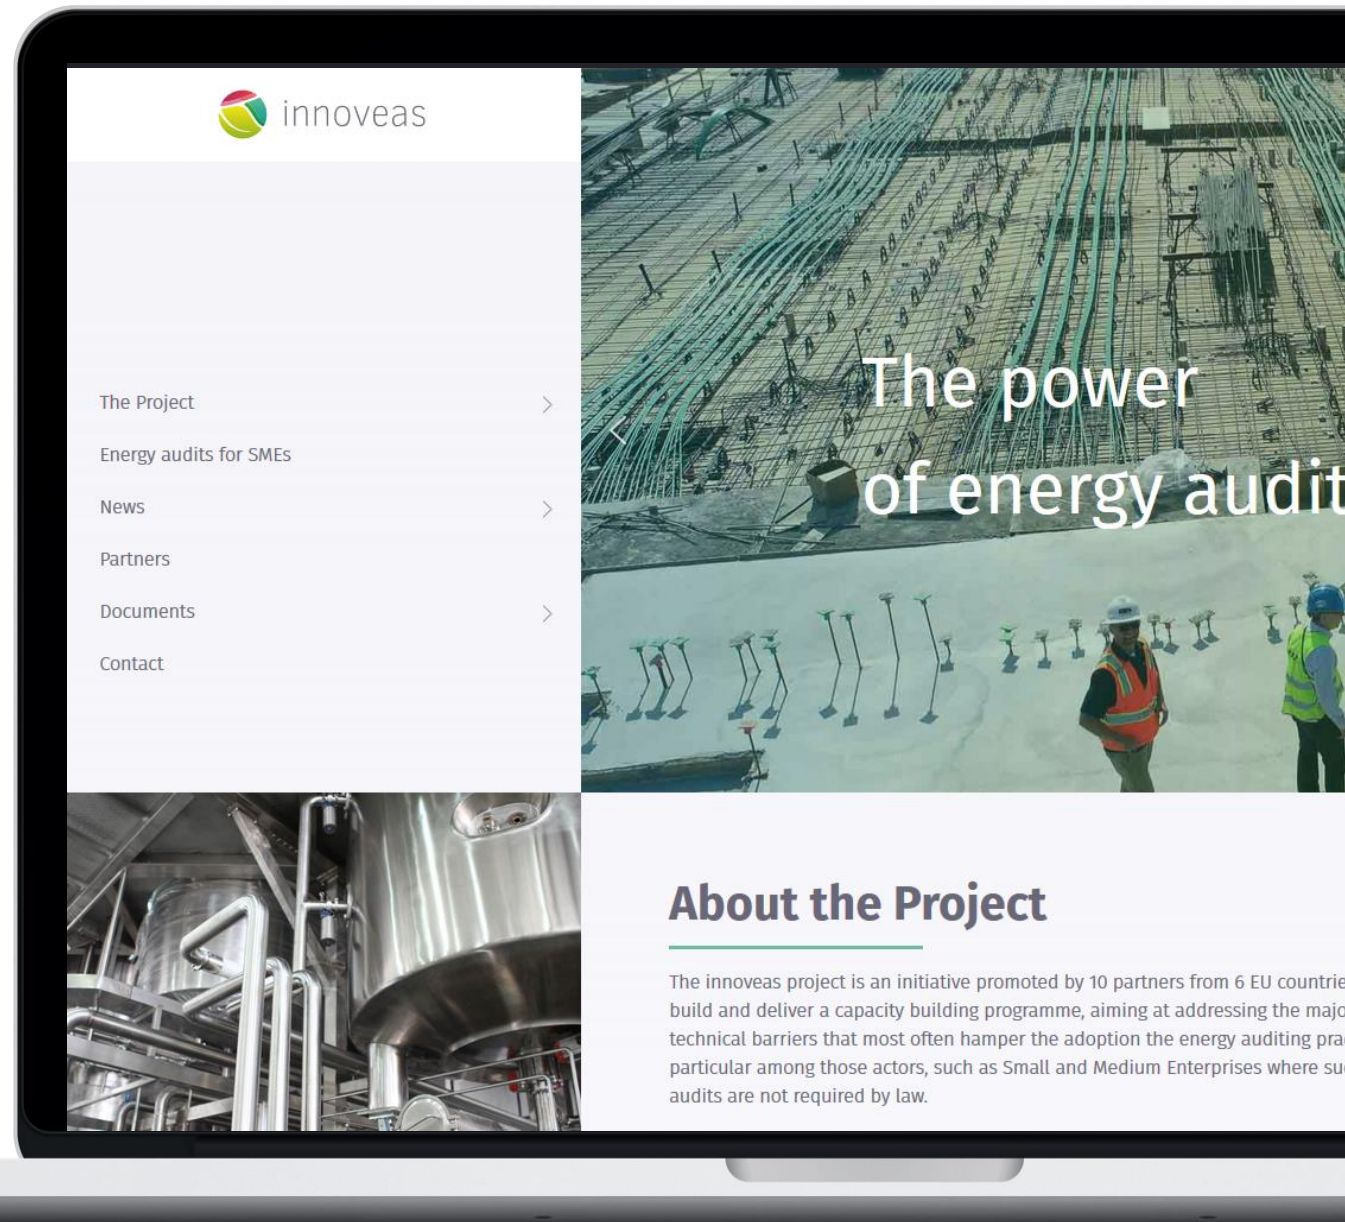 innoveas
The Project
Energy audits for SMEs
News
Partners
Documents
Contact
The power
of energy audit
About the Project
The innoveas project is an initiative promoted by 10 partners from 6 EU countrie
build and deliver a capacity building programme, aiming at addressing the majo
technical barriers that most often hamper the adoption the energy auditing pra
particular among those actors, such as Small and Medium Enterprises where su
audits are not required by law.